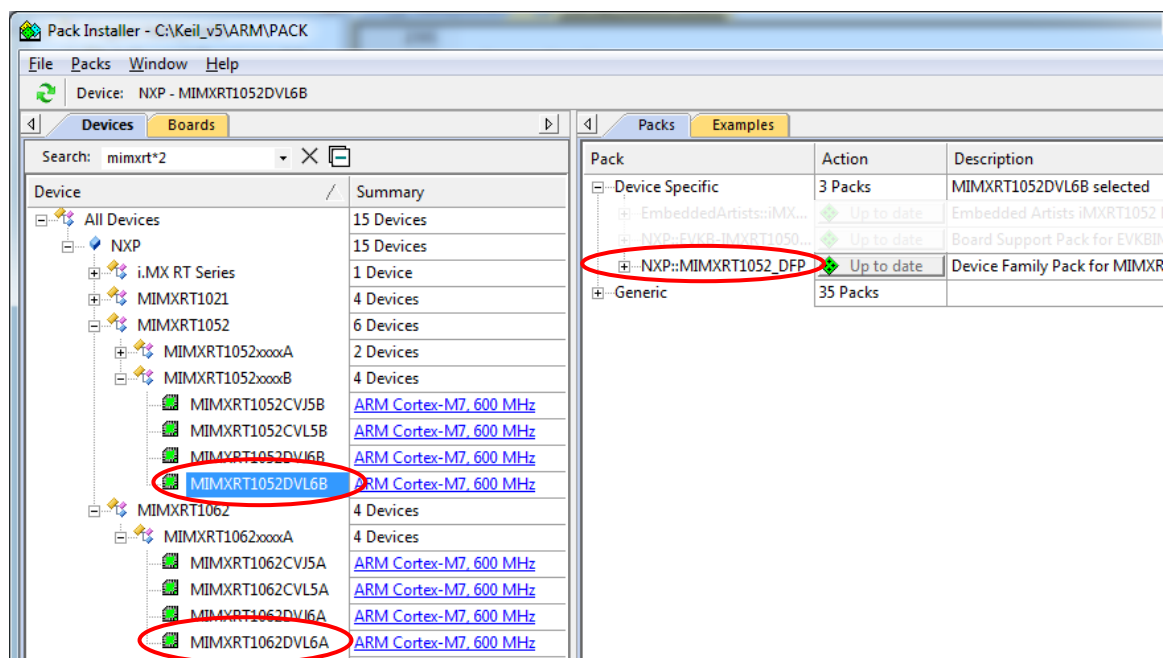 Pack Installer - C:\Keil_v5\ARM\PACK
File Packs Window Help
Device: NXP - MIMXRT1052DVL6B
Devices Boards
Search: mimxrt*2
Device Summary
All Devices 15 Devices
NXP 15 Devices
i.MX RT Series 1 Device
MIMXRT1021 4 Devices
MIMXRT1052 6 Devices
MIMXRT1052xxxxA 2 Devices
MIMXRT1052xxxxB 4 Devices
MIMXRT1052CVJ5B ARM Cortex-M7, 600 MHz
MIMXRT1052CVL5B ARM Cortex-M7, 600 MHz
MIMXRT1052DVJ6B ARM Cortex-M7, 600 MHz
MIMXRT1052DVL6B ARM Cortex-M7, 600 MHz
MIMXRT1062 4 Devices
MIMXRT1062xxxxA 4 Devices
MIMXRT1062CVJ5A ARM Cortex-M7, 600 MHz
MIMXRT1062CVL5A ARM Cortex-M7, 600 MHz
MIMXRT1062DVJ6A ARM Cortex-M7, 600 MHz
MIMXRT1062DVL6A ARM Cortex-M7, 600 MHz
Packs Examples
Pack Action Description
Device Specific 3 Packs MIMXRT1052DVL6B selected
EmbeddedArtists::iMX... Up to date Embedded Artists iMXRT1052
NXP::EVKB-IMXRT1050... Up to date Board Support Pack for EVKBIN
NXP::MIMXRT1052_DFP Up to date Device Family Pack for MIMXR
Generic 35 Packs